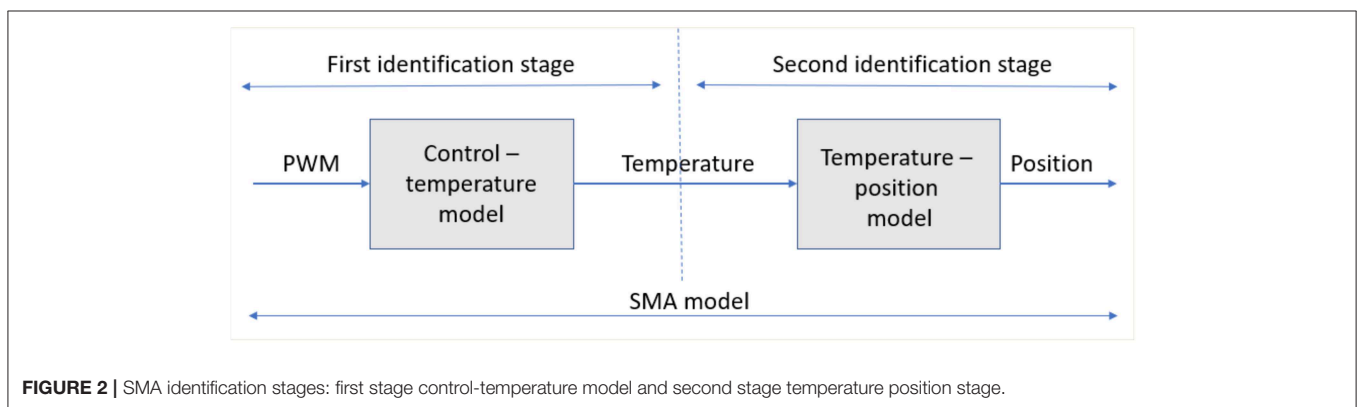 First identification stage
Second identification stage
PWM
Control –
temperature
model
Temperature
Temperature –
position
model
Position
SMA model
FIGURE 2 | SMA identification stages: first stage control-temperature model and second stage temperature position stage.